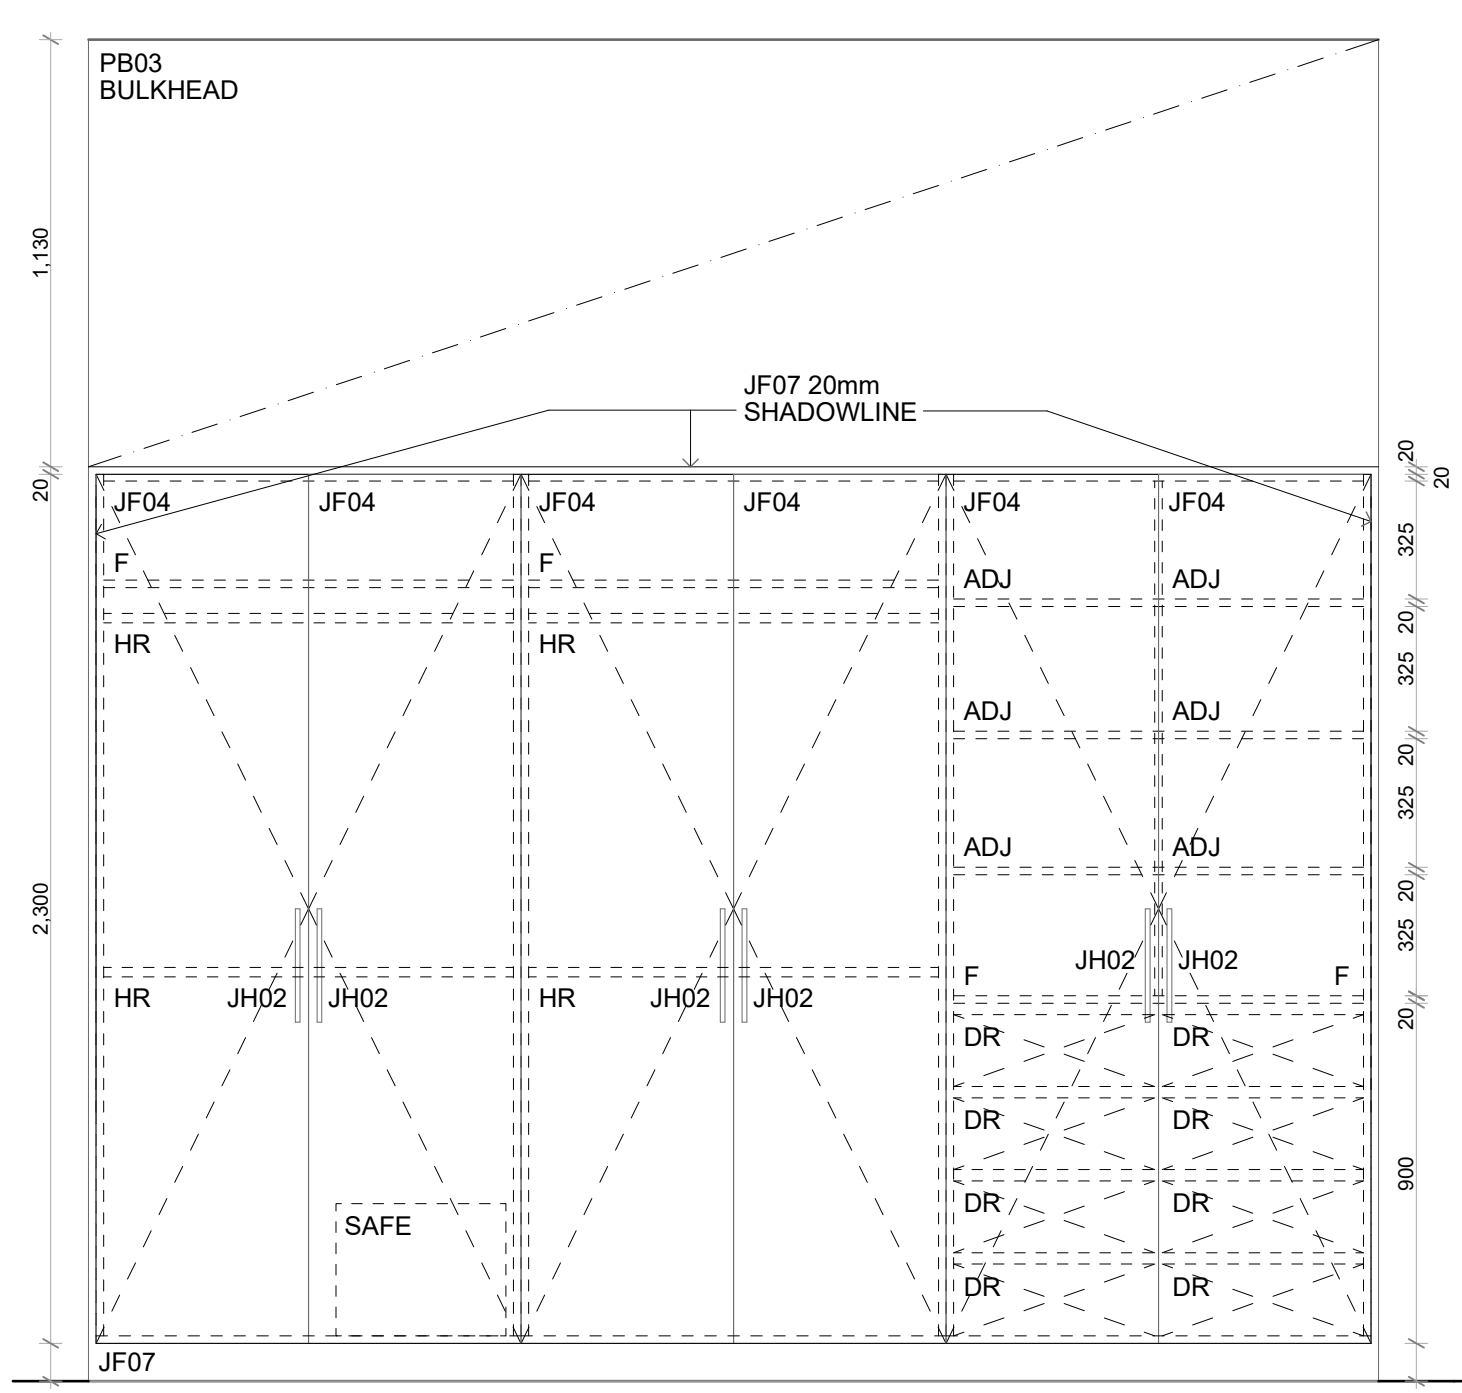 PB03
BULKHEAD
1,130
JF07 20mm
SHADOWLINE
20
20
20
JF04
JF04
JF04
JF04
JF04
JF04
325
F
F
ADJ
ADJ
20
HR
HR
325
ADJ
ADJ
20
325
ADJ
ADJ
20
2,300
325
JH02
JH02
F
F
HR
JH02
JH02
HR
JH02
JH02
20
DR
DR
DR
DR
900
DR
DR
SAFE
DR
DR
JF07